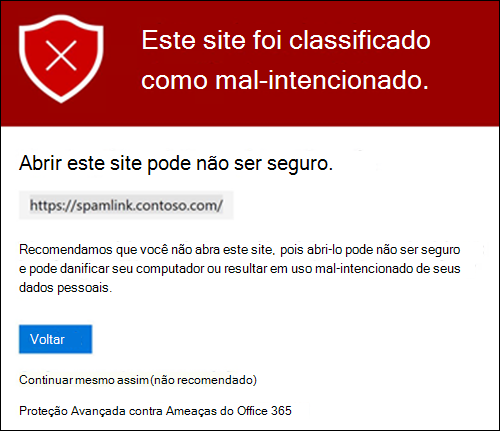 Este site foi classificado
como mal-intencionado.
Abrir este site pode não ser seguro.
https://spamlink.contoso.com/
Recomendamos que você não abra este site, pois abri-lo pode não ser seguro
e pode danificar seu computador ou resultar em uso mal-intencionado de seus
dados pessoais.
Voltar
Continuar mesmo assim (não recomendado)
Proteção Avançada contra Ameaças do Office 365